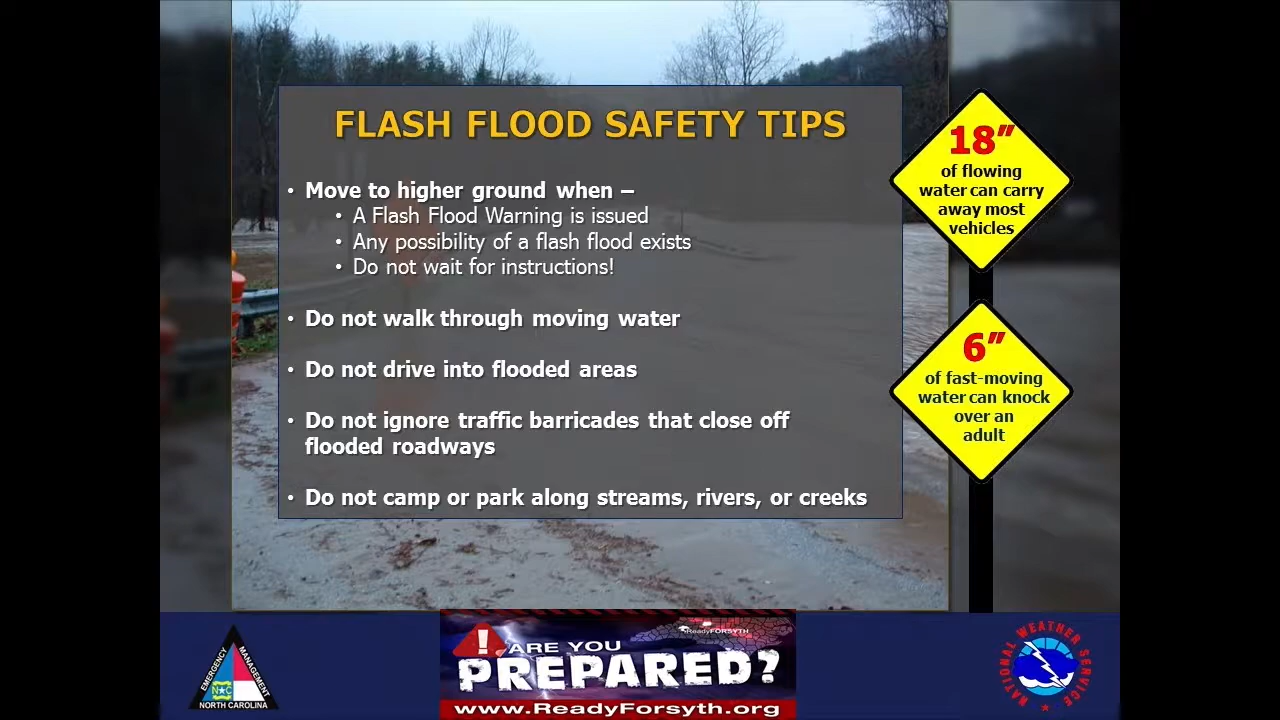 FLASH FLOOD SAFETY TIPS
• Move to higher ground when –
• A Flash Flood Warning is issued
• Any possibility of a flash flood exists
• Do not wait for instructions!
• Do not walk through moving water
• Do not drive into flooded areas
• Do not ignore traffic barricades that close off
flooded roadways
• Do not camp or park along streams, rivers, or creeks
18”
of flowing
water can carry
away most
vehicles
6”
of fast-moving
water can knock
over an
adult
EMERGENCY
MANAGEMENT
N C
NORTH CAROLINA
ReadyFORSYTH
ARE YOU
PREPARED?
www.ReadyForsyth.org
NATIONAL WEATHER SERVICE